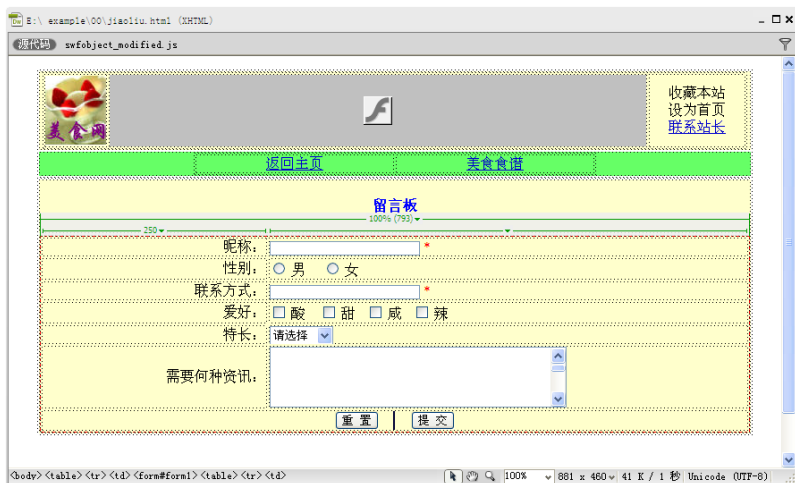 E:\ example\00\jiaoliu.html (XHTML)
源代码 swfobject_modified.js
美食网
收藏本站
设为首页
联系站长
返回主页 美食食谱
留言板
100% (793)
250
昵称： *
性别： 男 女
联系方式： *
爱好： 酸 甜 咸 辣
特长： 请选择
需要何种资讯：
重置 提交
<body> <table> <tr> <td> <form#form1> <table> <tr> <td> 100% 881 x 460 41 K / 1 秒 Unicode (UTF-8)